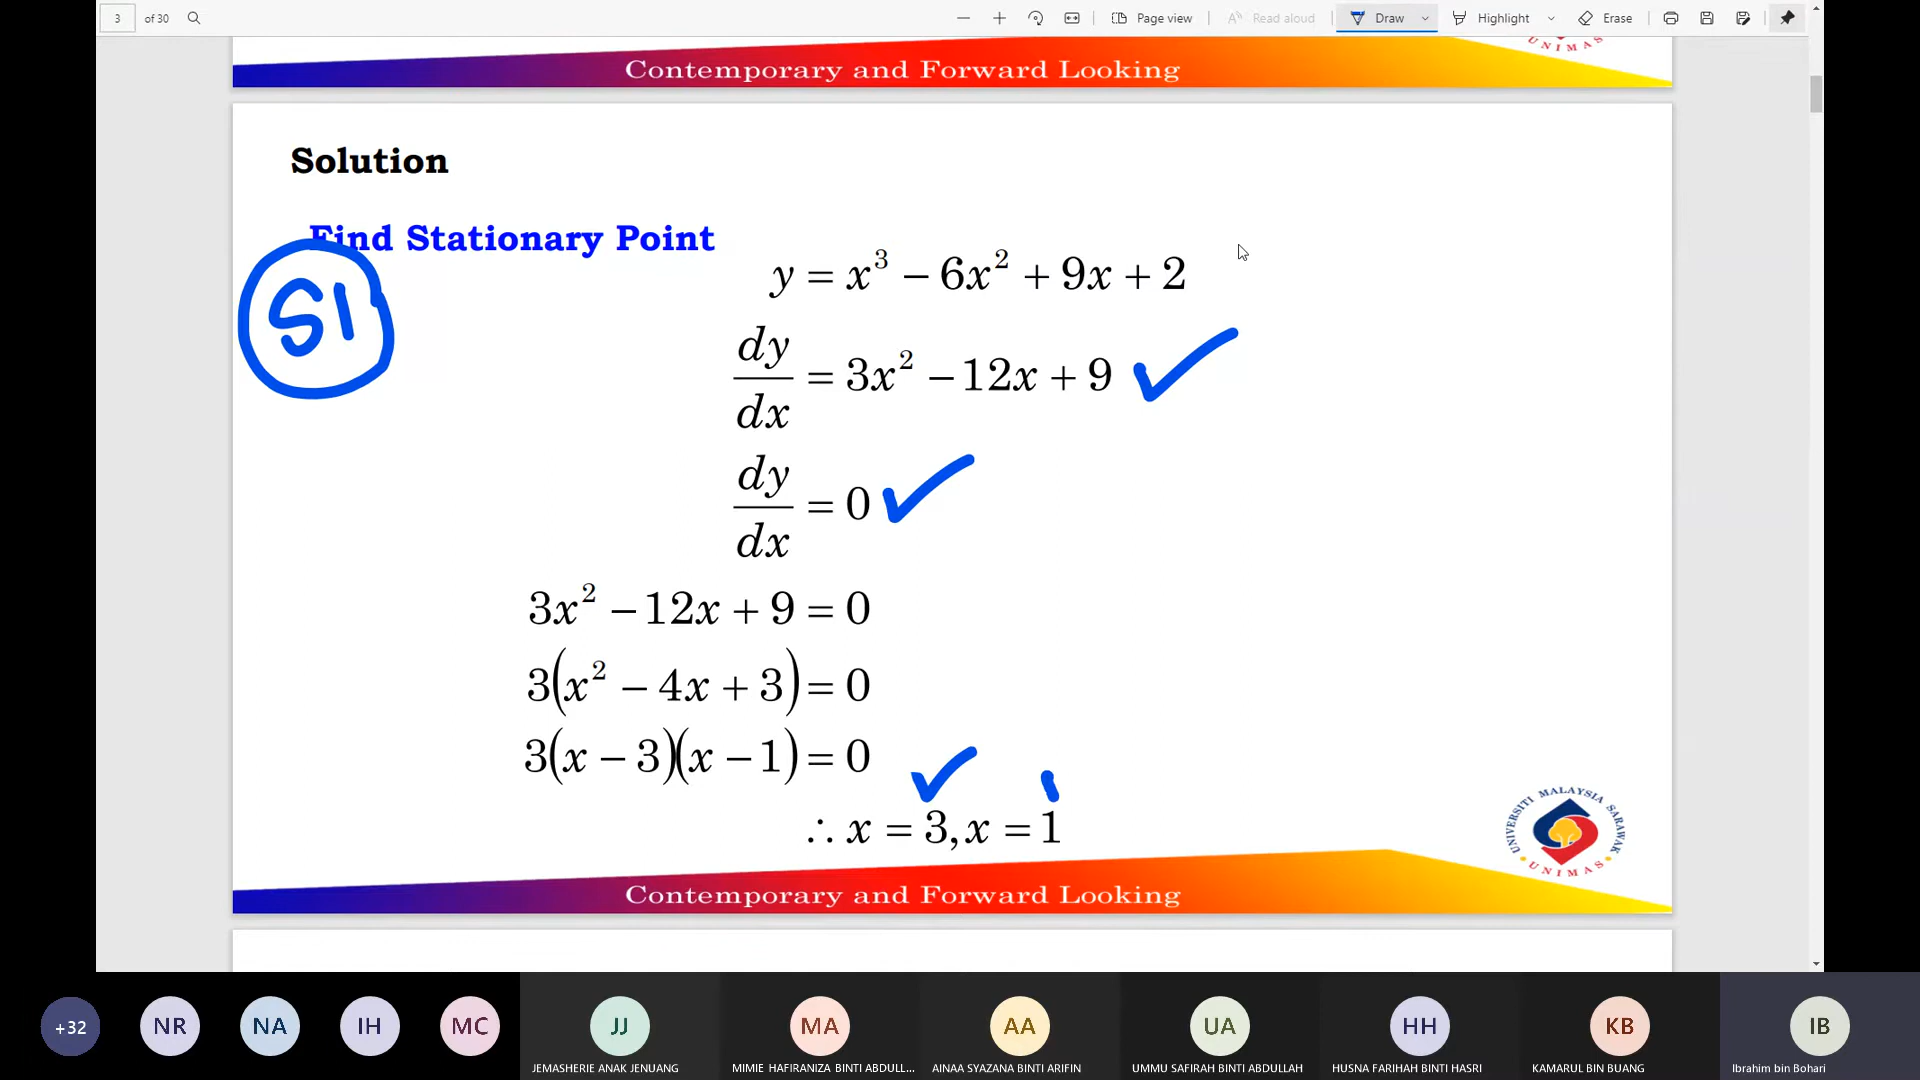 3 of 30 Page view Read aloud Draw Highlight Erase
UNIMAS
Contemporary and Forward Looking
Solution
Find Stationary Point
S1
y = x³ − 6x² + 9x + 2
dy/dx = 3x² − 12x + 9
dy/dx = 0
3x² − 12x + 9 = 0
3(x² − 4x + 3) = 0
3(x − 3)(x − 1) = 0
∴ x = 3, x = 1
UNIVERSITI MALAYSIA SARAWAK
UNIMAS
Contemporary and Forward Looking
+32 NR NA IH MC JJ MA AA UA HH KB IB
JEMASHERIE ANAK JENUANG MIMIE HAFIRANIZA BINTI ABDULL... AINAA SYAZANA BINTI ARIFIN UMMU SAFIRAH BINTI ABDULLAH HUSNA FARIHAH BINTI HASRI KAMARUL BIN BUANG Ibrahim bin Bohari